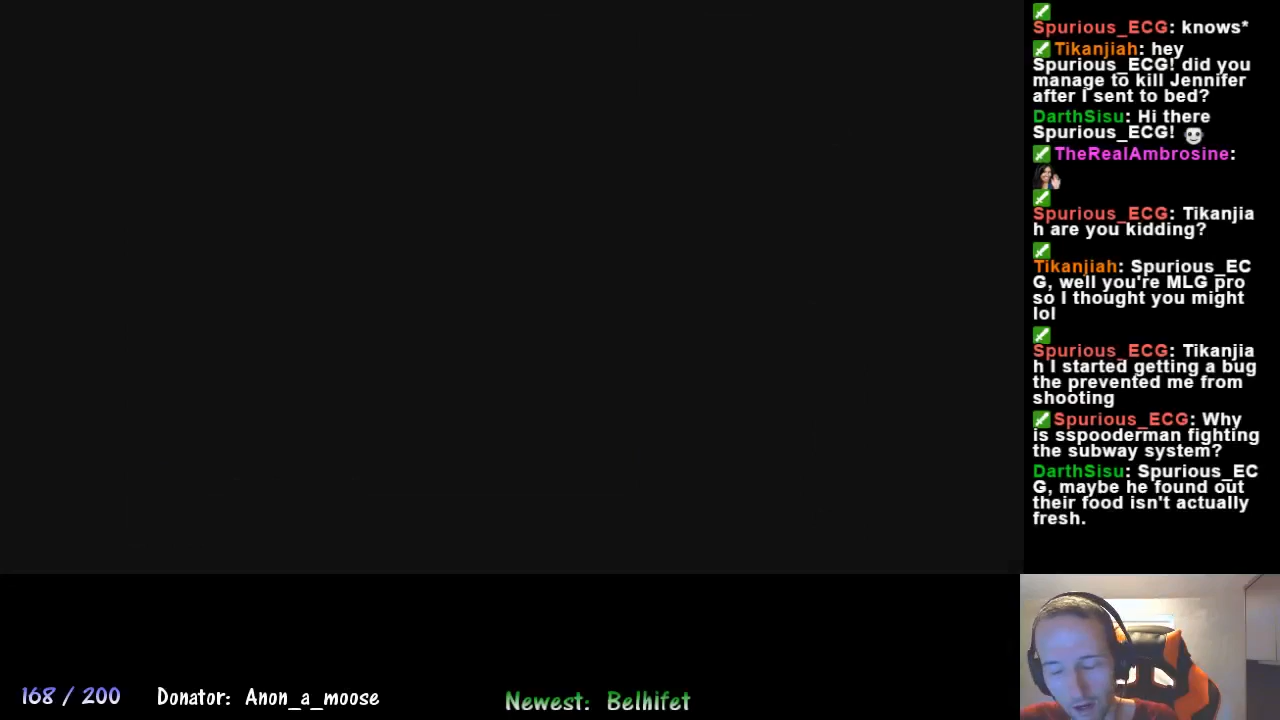 Spurious_ECG: knows*
Tikanjiah: hey
Spurious_ECG! did you
manage to kill Jennifer
after I sent to bed?
DarthSisu: Hi there
Spurious_ECG!
TheRealAmbrosine:
Spurious_ECG: Tikanjia
h are you kidding?
Tikanjiah: Spurious_EC
G, well you're MLG pro
so I thought you might
lol
Spurious_ECG: Tikanjia
h I started getting a bug
the prevented me from
shooting
Spurious_ECG: Why
is sspooderman fighting
the subway system?
DarthSisu: Spurious_EC
G, maybe he found out
their food isn't actually
fresh.
168 / 200 Donator: Anon_a_moose Newest: Belhifet